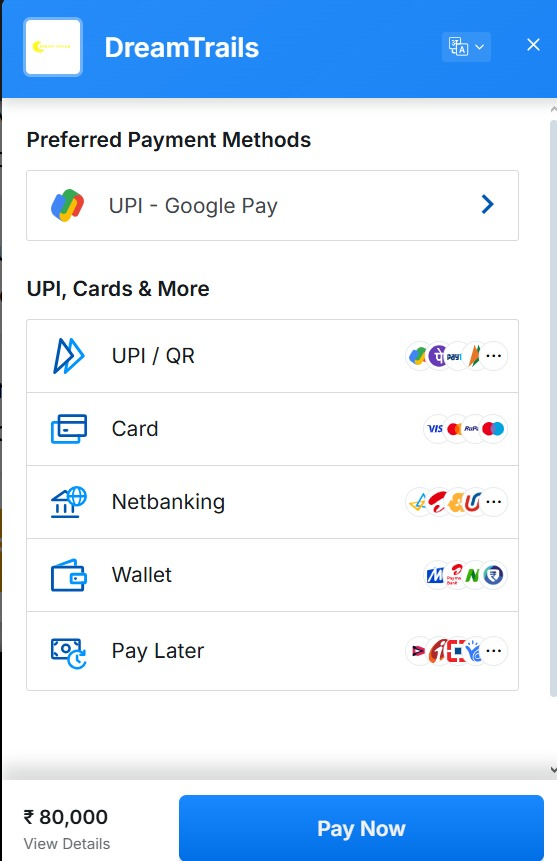 DreamTrails
Preferred Payment Methods
UPI - Google Pay
UPI, Cards & More
UPI / QR
Card
VISA
Netbanking
Wallet
Pay Later
₹ 80,000
View Details
Pay Now